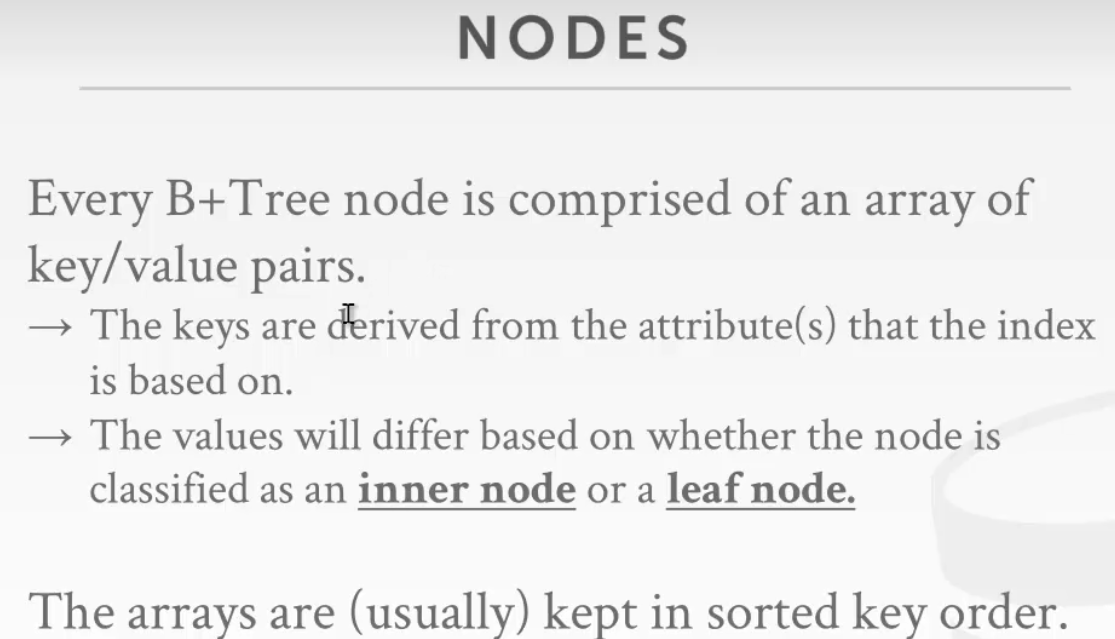 NODES
Every B+Tree node is comprised of an array of
key/value pairs.
→ The keys are derived from the attribute(s) that the index
is based on.
→ The values will differ based on whether the node is
classified as an inner node or a leaf node.
The arrays are (usually) kept in sorted key order.